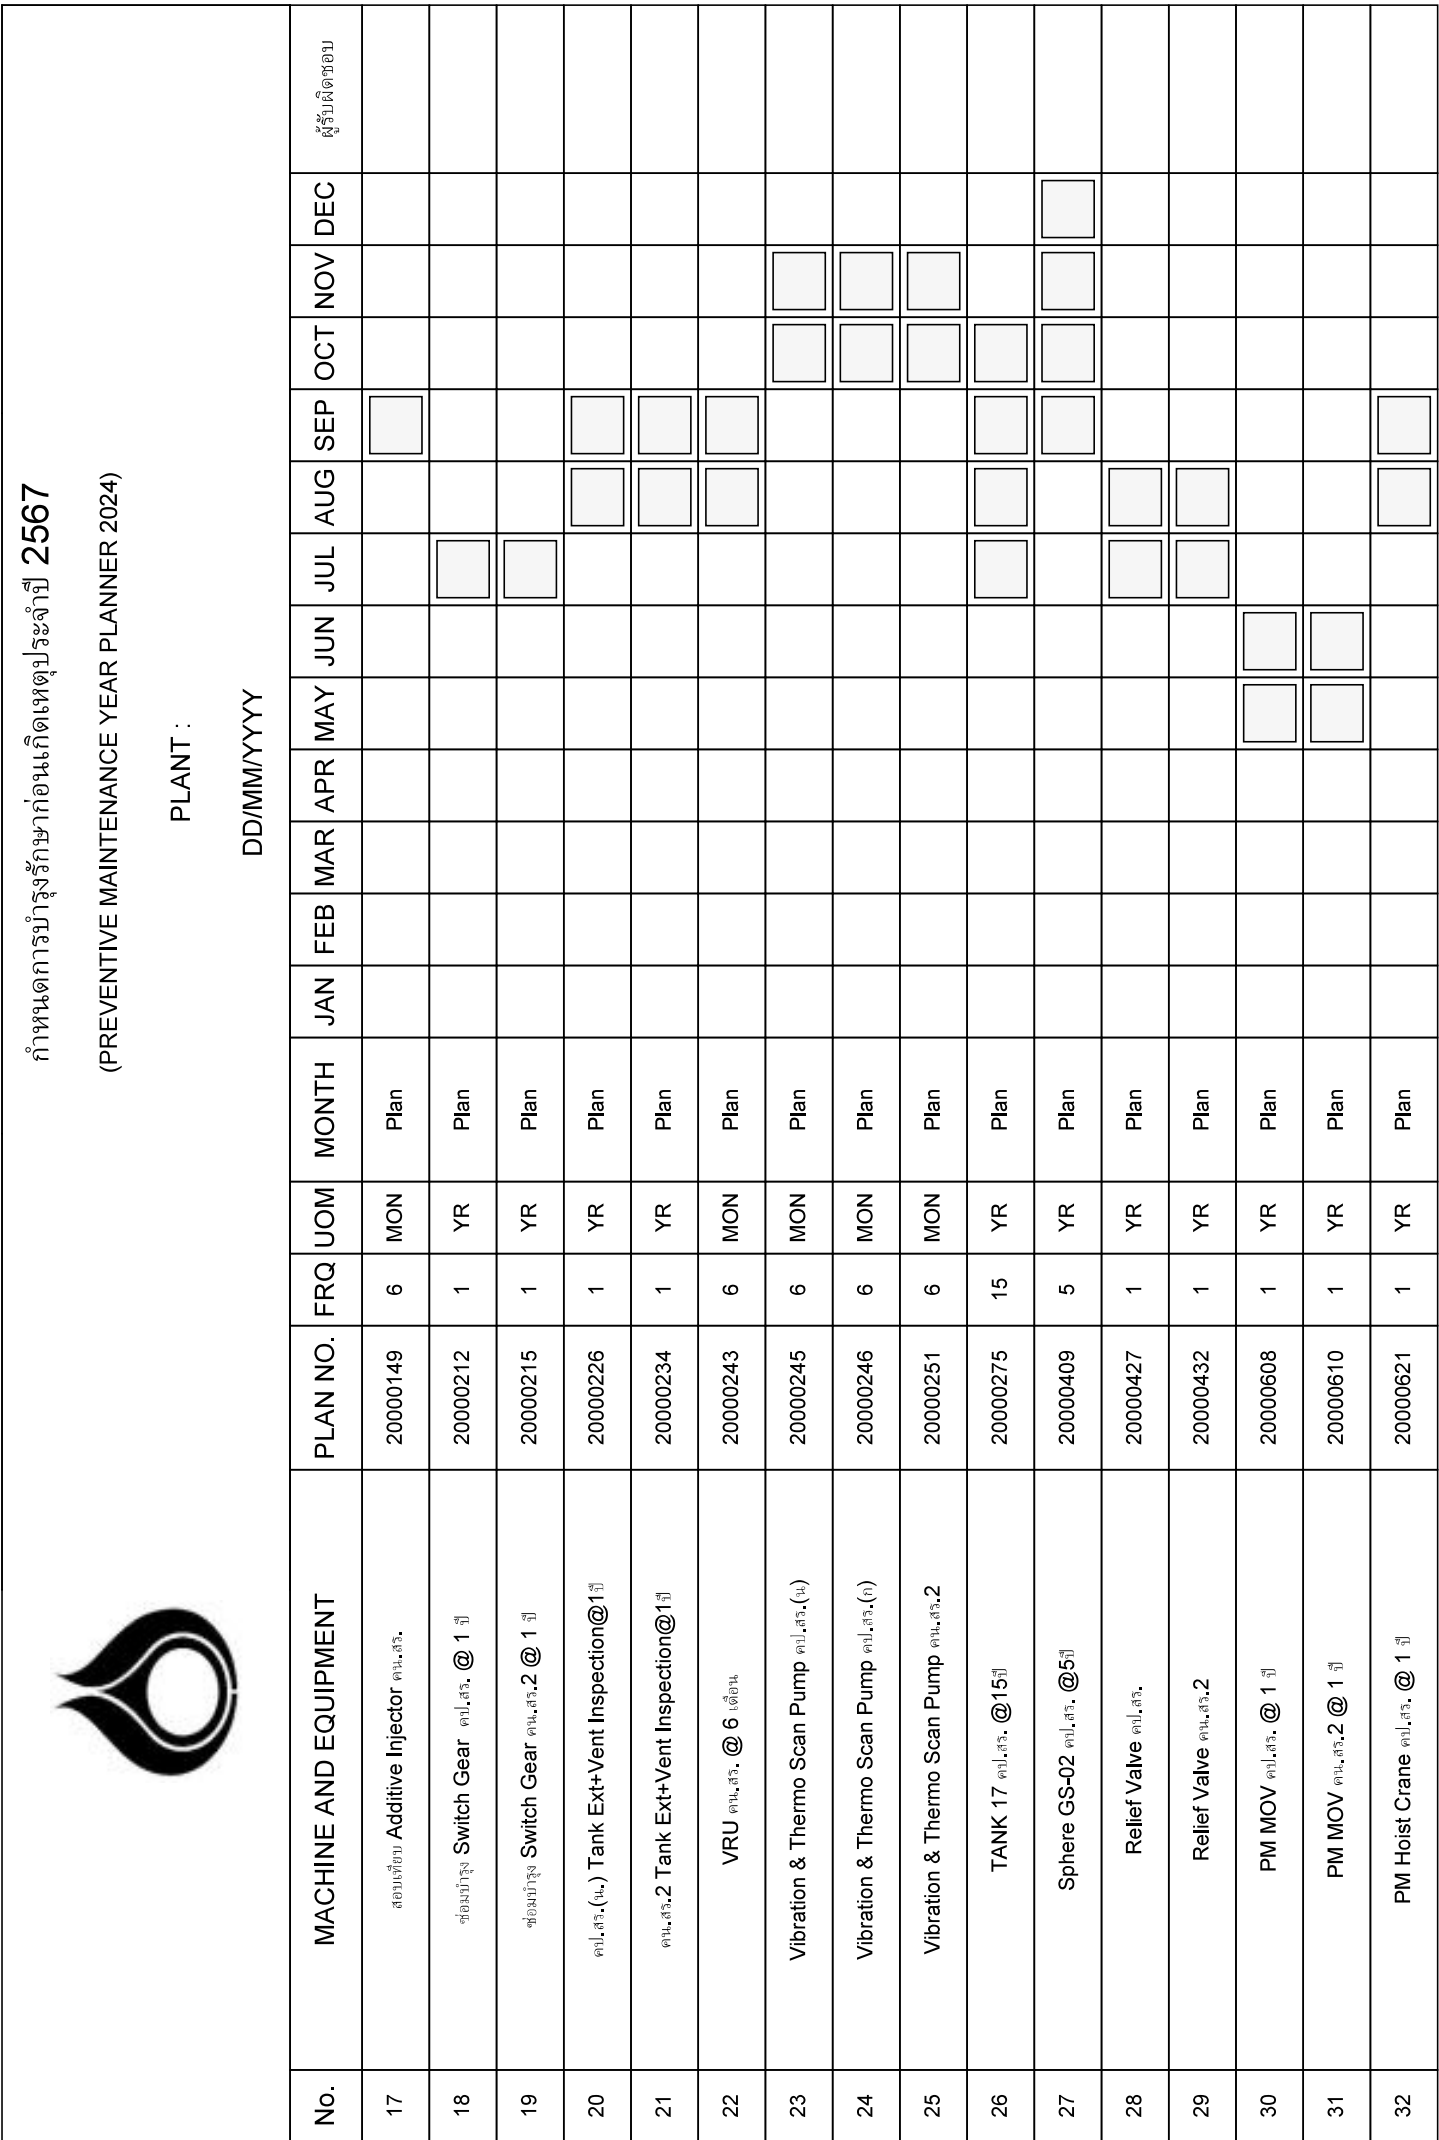 กำหนดการบำรุงรักษาก่อนเกิดเหตุประจำปี 2567
(PREVENTIVE MAINTENANCE YEAR PLANNER 2024)
PLANT :
DD/MM/YYYY
No. MACHINE AND EQUIPMENT PLAN NO. FRQ UOM MONTH JAN FEB MAR APR MAY JUN JUL AUG SEP OCT NOV DEC ผู้รับผิดชอบ
17 สอบเทียบ Additive Injector คน.สร. 20000149 6 MON Plan
18 ซ่อมบำรุง Switch Gear คป.สร. @ 1 ปี 20000212 1 YR Plan
19 ซ่อมบำรุง Switch Gear คน.สร.2 @ 1 ปี 20000215 1 YR Plan
20 คป.สร.(น.) Tank Ext+Vent Inspection@1ปี 20000226 1 YR Plan
21 คน.สร.2 Tank Ext+Vent Inspection@1ปี 20000234 1 YR Plan
22 VRU คน.สร. @ 6 เดือน 20000243 6 MON Plan
23 Vibration & Thermo Scan Pump คป.สร.(น) 20000245 6 MON Plan
24 Vibration & Thermo Scan Pump คป.สร.(ก) 20000246 6 MON Plan
25 Vibration & Thermo Scan Pump คน.สร.2 20000251 6 MON Plan
26 TANK 17 คป.สร. @15ปี 20000275 15 YR Plan
27 Sphere GS-02 คป.สร. @5ปี 20000409 5 YR Plan
28 Relief Valve คป.สร. 20000427 1 YR Plan
29 Relief Valve คน.สร.2 20000432 1 YR Plan
30 PM MOV คป.สร. @ 1 ปี 20000608 1 YR Plan
31 PM MOV คน.สร.2 @ 1 ปี 20000610 1 YR Plan
32 PM Hoist Crane คป.สร. @ 1 ปี 20000621 1 YR Plan